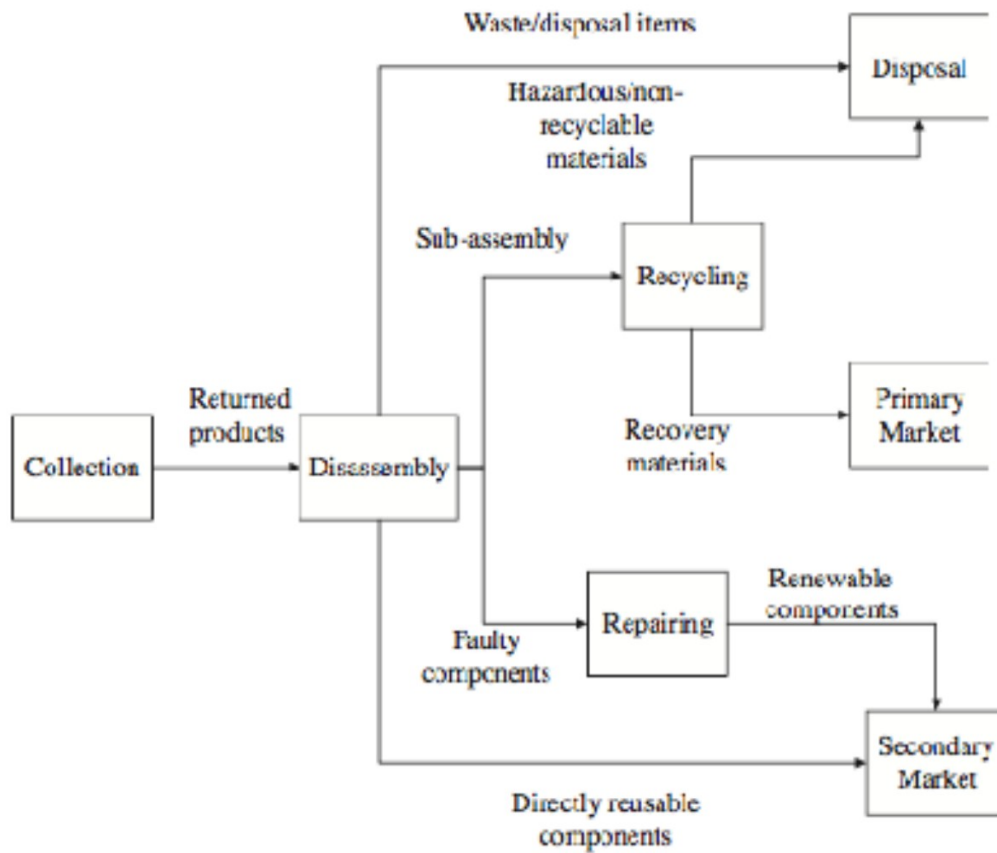 Waste/disposal items
Disposal
Hazardous/non-
recyclable
materials
Sub-assembly
Recycling
Returned
products
Primary
Market
Recovery
materials
Collection
Disassembly
Renewable
components
Repairing
Faulty
components
Secondary
Market
Directly reusable
components